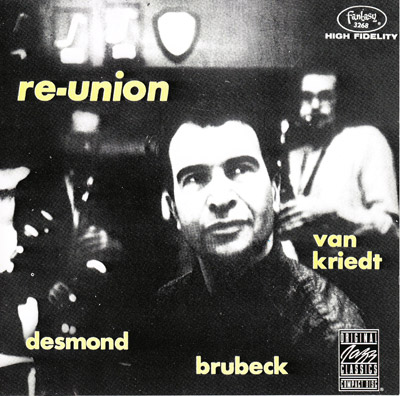 Fantasy
3268
HIGH FIDELITY
re-union
van
kriedt
desmond
brubeck
ORIGINAL
Jazz
CLASSICS
COMPACT DISC